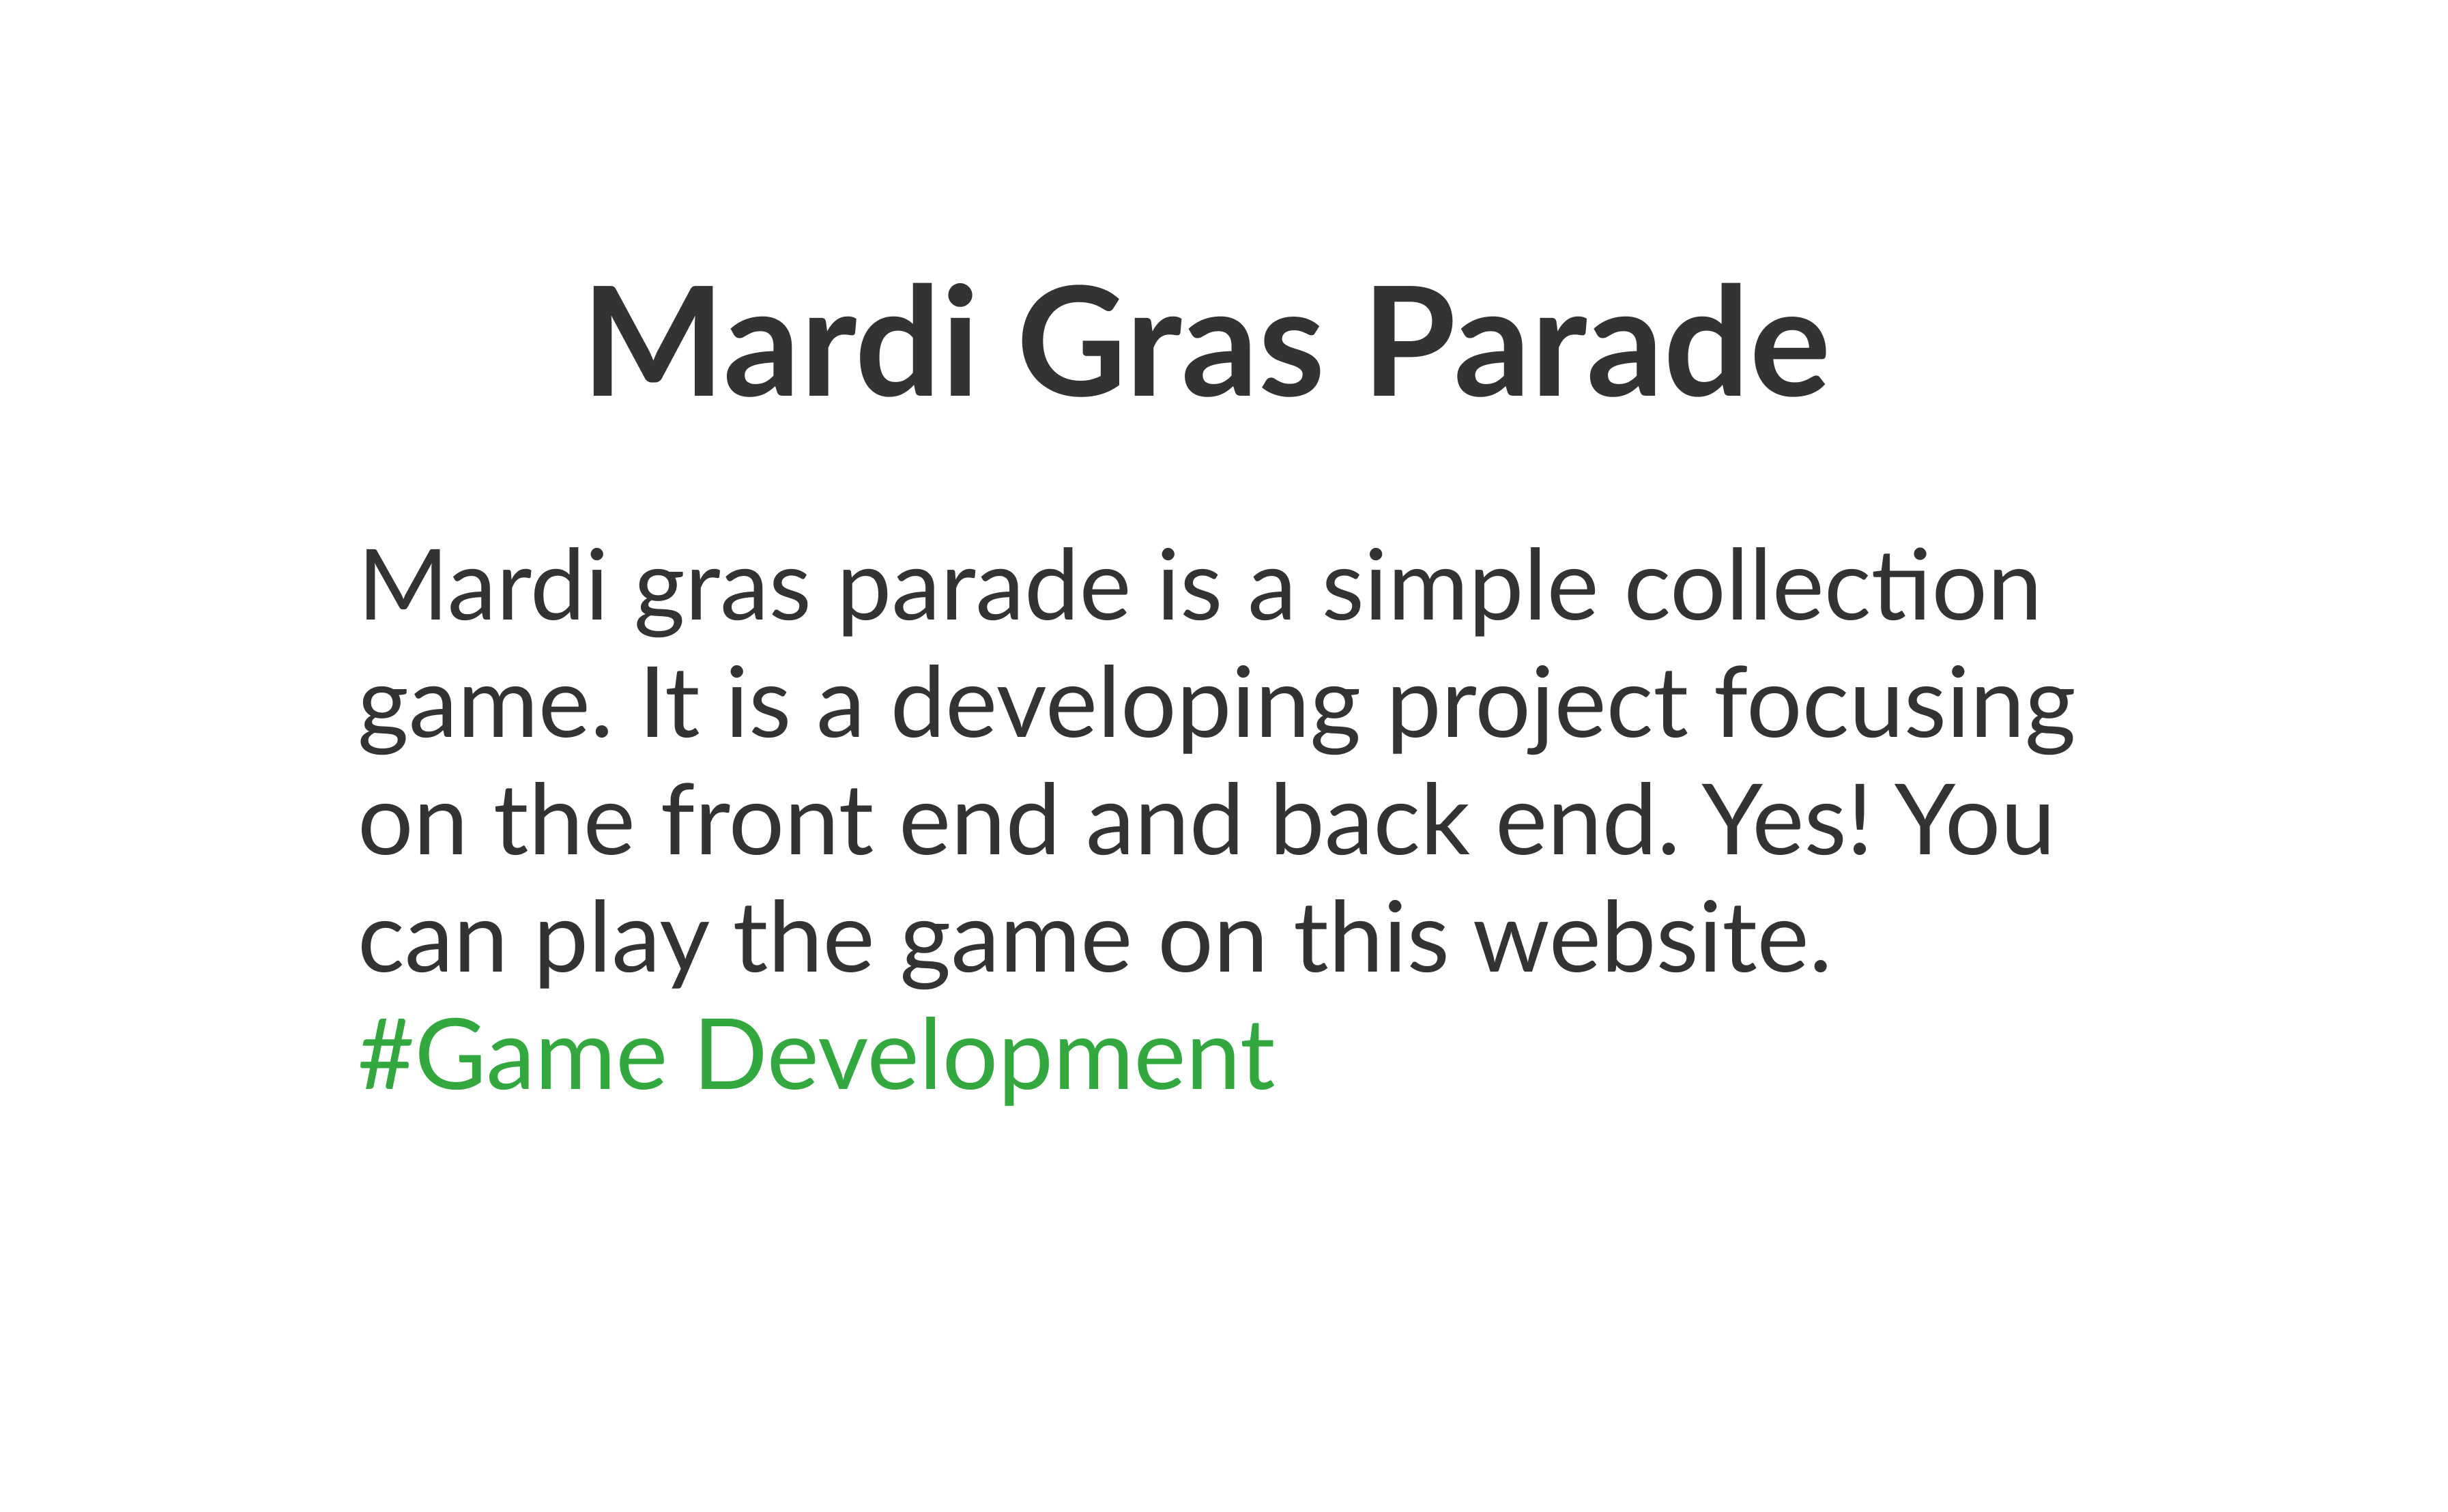 Mardi Gras Parade
Mardi gras parade is a simple collection
game. It is a developing project focusing
on the front end and back end. Yes! You
can play the game on this website.
#Game Development